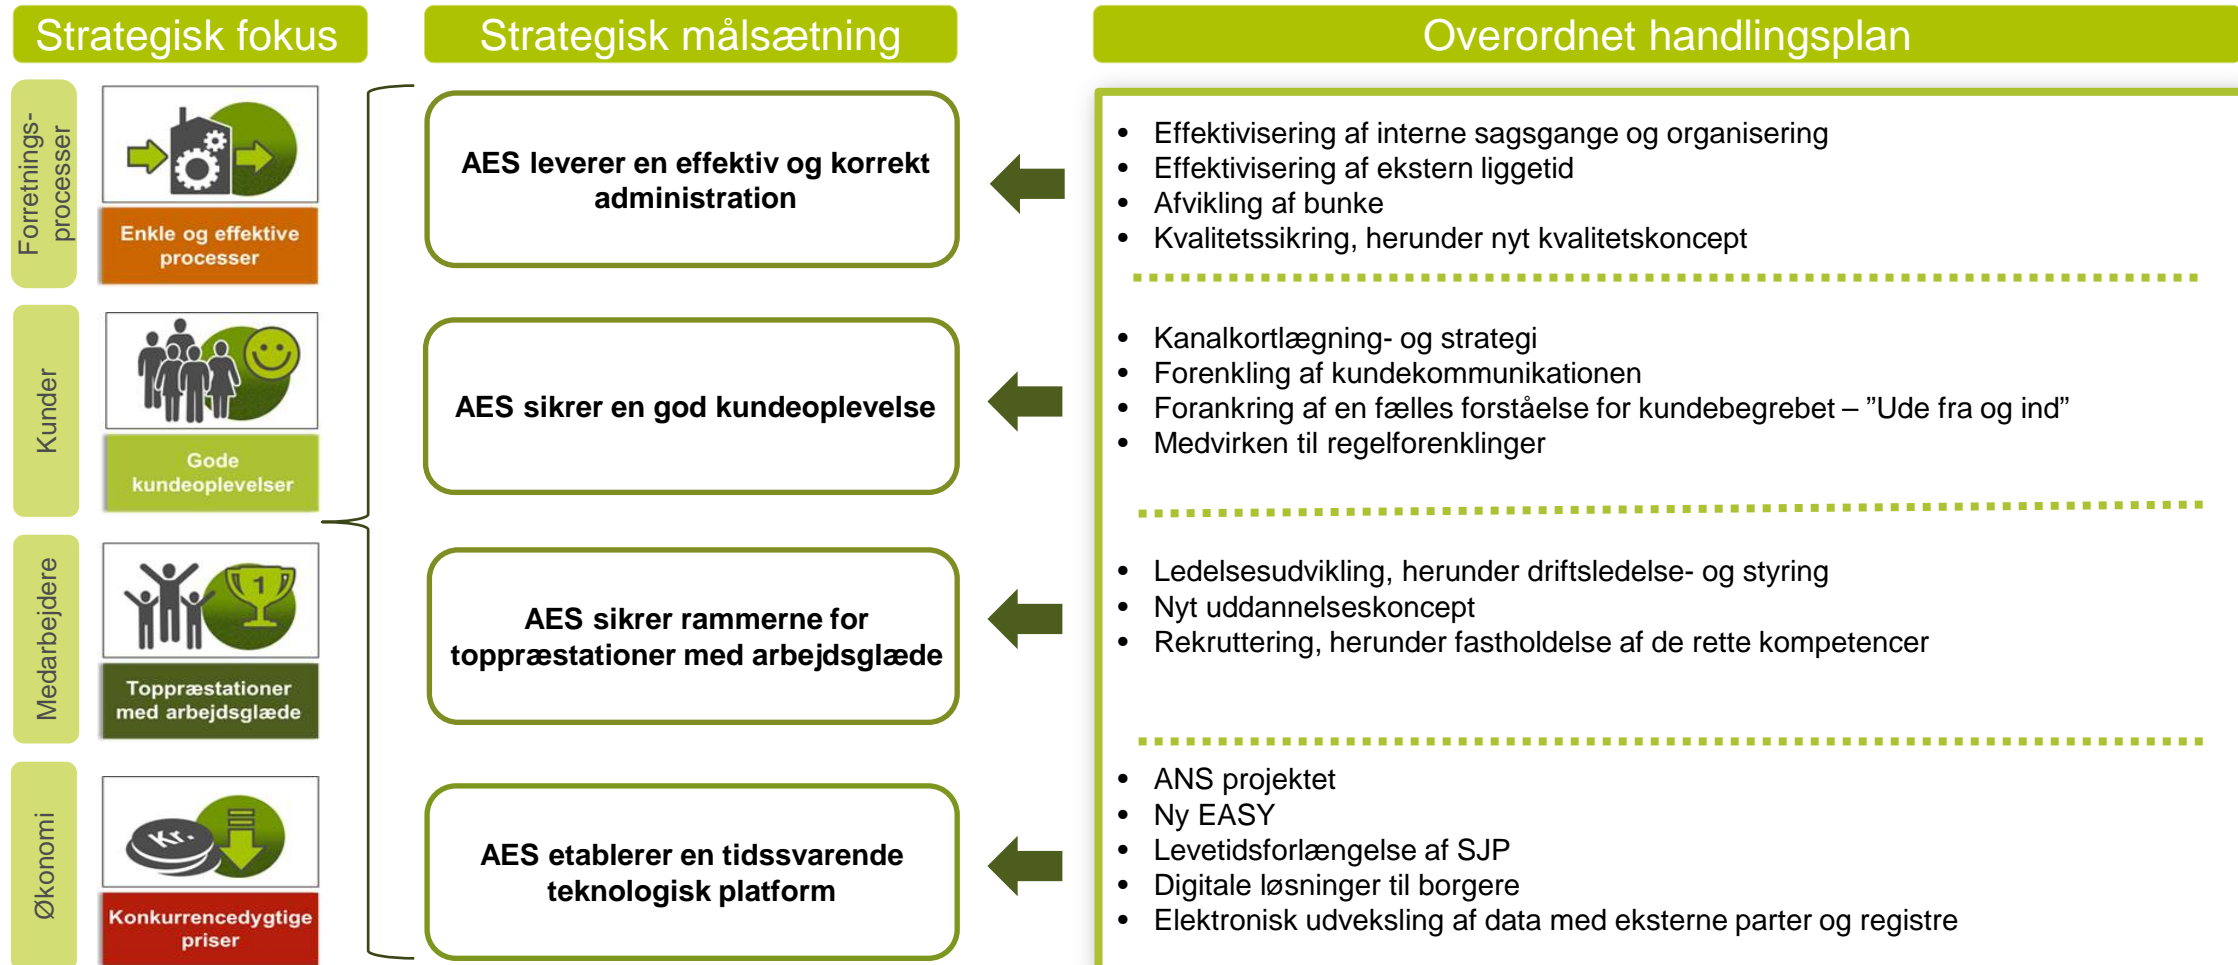 Strategisk fokus
Strategisk målsætning
Overordnet handlingsplan
Forretnings-
processer
Enkle og effektive
processer
AES leverer en effektiv og korrekt
administration
• Effektivisering af interne sagsgange og organisering
• Effektivisering af ekstern liggetid
• Afvikling af bunke
• Kvalitetssikring, herunder nyt kvalitetskoncept
Kunder
Gode
kundeoplevelser
AES sikrer en god kundeoplevelse
• Kanalkortlægning- og strategi
• Forenkling af kundekommunikationen
• Forankring af en fælles forståelse for kundebegrebet – ”Ude fra og ind”
• Medvirken til regelforenklinger
Medarbejdere
1
Toppræstationer
med arbejdsglæde
AES sikrer rammerne for
toppræstationer med arbejdsglæde
• Ledelsesudvikling, herunder driftsledelse- og styring
• Nyt uddannelseskoncept
• Rekruttering, herunder fastholdelse af de rette kompetencer
Økonomi
Kr.
Konkurrencedygtige
priser
AES etablerer en tidssvarende
teknologisk platform
• ANS projektet
• Ny EASY
• Levetidsforlængelse af SJP
• Digitale løsninger til borgere
• Elektronisk udveksling af data med eksterne parter og registre